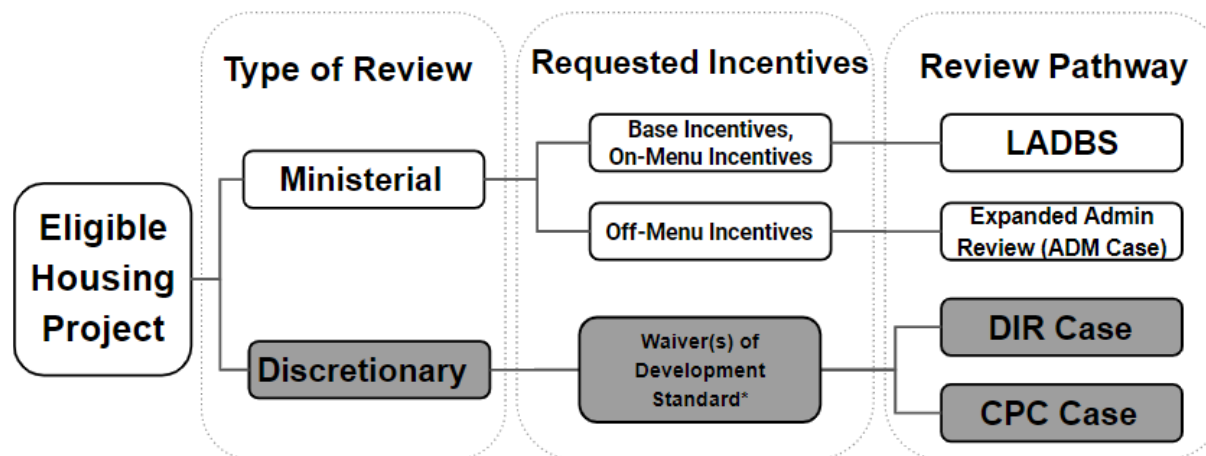 Type of Review
Requested Incentives
Review Pathway
Eligible
Housing
Project
Ministerial
Base Incentives,
On-Menu Incentives
LADBS
Off-Menu Incentives
Expanded Admin
Review (ADM Case)
Discretionary
Waiver(s) of
Development
Standard*
DIR Case
CPC Case